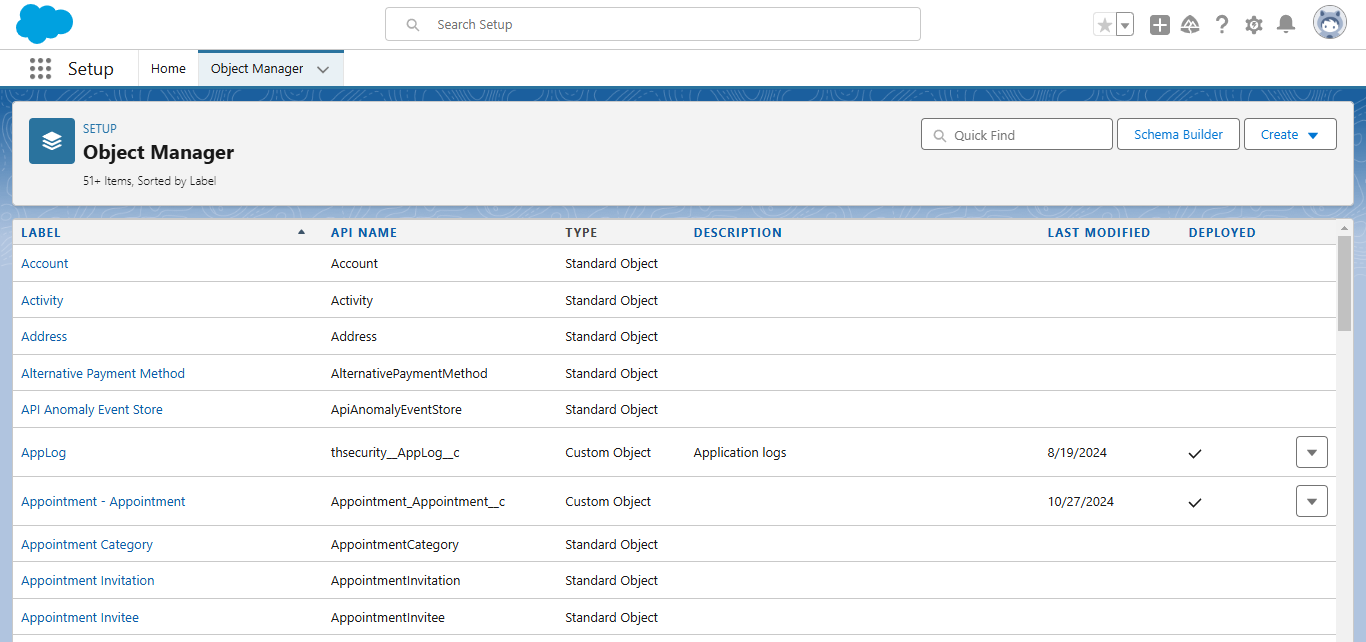 Search Setup
Setup Home Object Manager
SETUP
Object Manager
51+ Items, Sorted by Label
Quick Find Schema Builder Create
LABEL API NAME TYPE DESCRIPTION LAST MODIFIED DEPLOYED
Account Account Standard Object
Activity Activity Standard Object
Address Address Standard Object
Alternative Payment Method AlternativePaymentMethod Standard Object
API Anomaly Event Store ApiAnomalyEventStore Standard Object
AppLog thsecurity__AppLog__c Custom Object Application logs 8/19/2024
Appointment - Appointment Appointment_Appointment__c Custom Object 10/27/2024
Appointment Category AppointmentCategory Standard Object
Appointment Invitation AppointmentInvitation Standard Object
Appointment Invitee AppointmentInvitee Standard Object